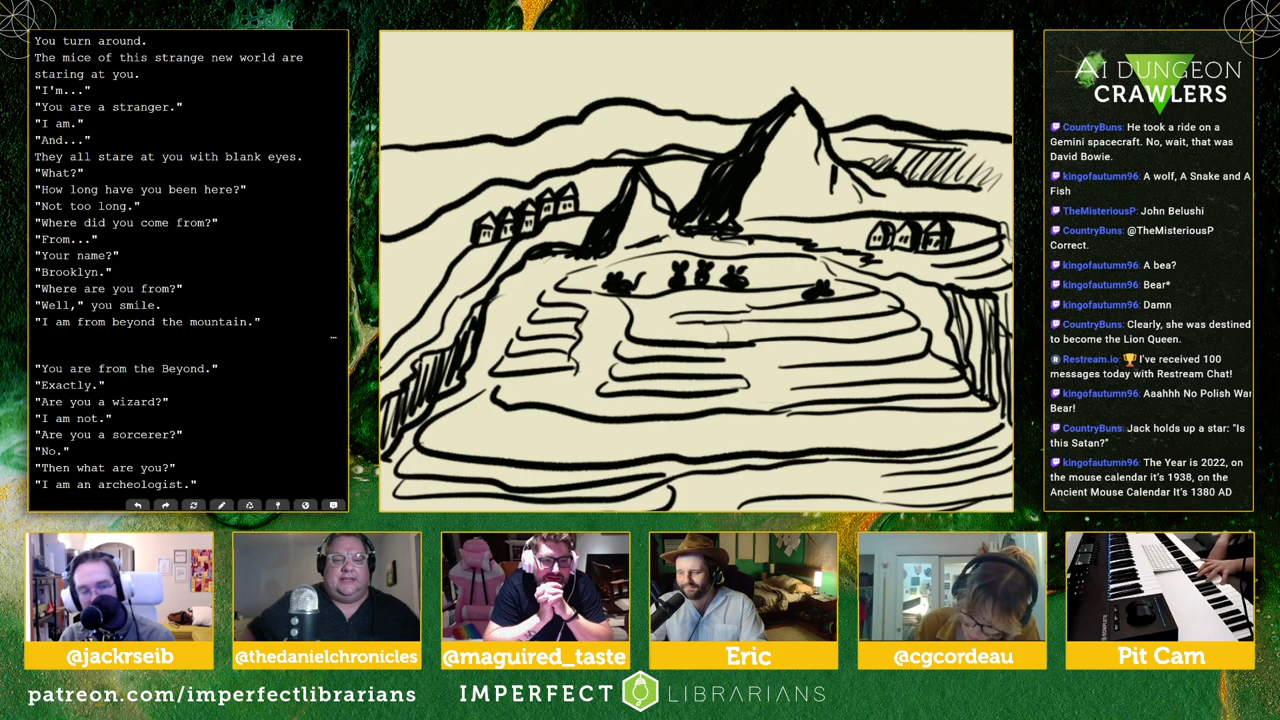 You turn around.
The mice of this strange new world are
staring at you.
"I'm..."
"You are a stranger."
"I am."
"And..."
They all stare at you with blank eyes.
"What?"
"How long have you been here?"
"Not too long."
"Where did you come from?"
"From..."
"Your name?"
"Brooklyn."
"Where are you from?"
"Well," you smile.
"I am from beyond the mountain."
…
"You are from the Beyond."
"Exactly."
"Are you a wizard?"
"I am not."
"Are you a sorcerer?"
"No."
"Then what are you?"
"I am an archeologist."
AI DUNGEON
CRAWLERS
CountryBuns: He took a ride on a
Gemini spacecraft. No, wait, that was
David Bowie.
kingofautumn96: A wolf, A Snake and A
Fish
TheMisteriousP: John Belushi
CountryBuns: @TheMisteriousP
Correct.
kingofautumn96: A bea?
kingofautumn96: Bear*
kingofautumn96: Damn
CountryBuns: Clearly, she was destined
to become the Lion Queen.
R Restream.io: 🏆 I've received 100
messages today with Restream Chat!
kingofautumn96: Aaahhh No Polish War
Bear!
CountryBuns: Jack holds up a star: "Is
this Satan?"
kingofautumn96: The Year is 2022, on
the mouse calendar it's 1938, on the
Ancient Mouse Calendar It's 1380 AD
@jackrseib
@thedanielchronicles
@maguired_taste
Eric
@cgcordeau
Pit Cam
patreon.com/imperfectlibrarians
IMPERFECT LIBRARIANS